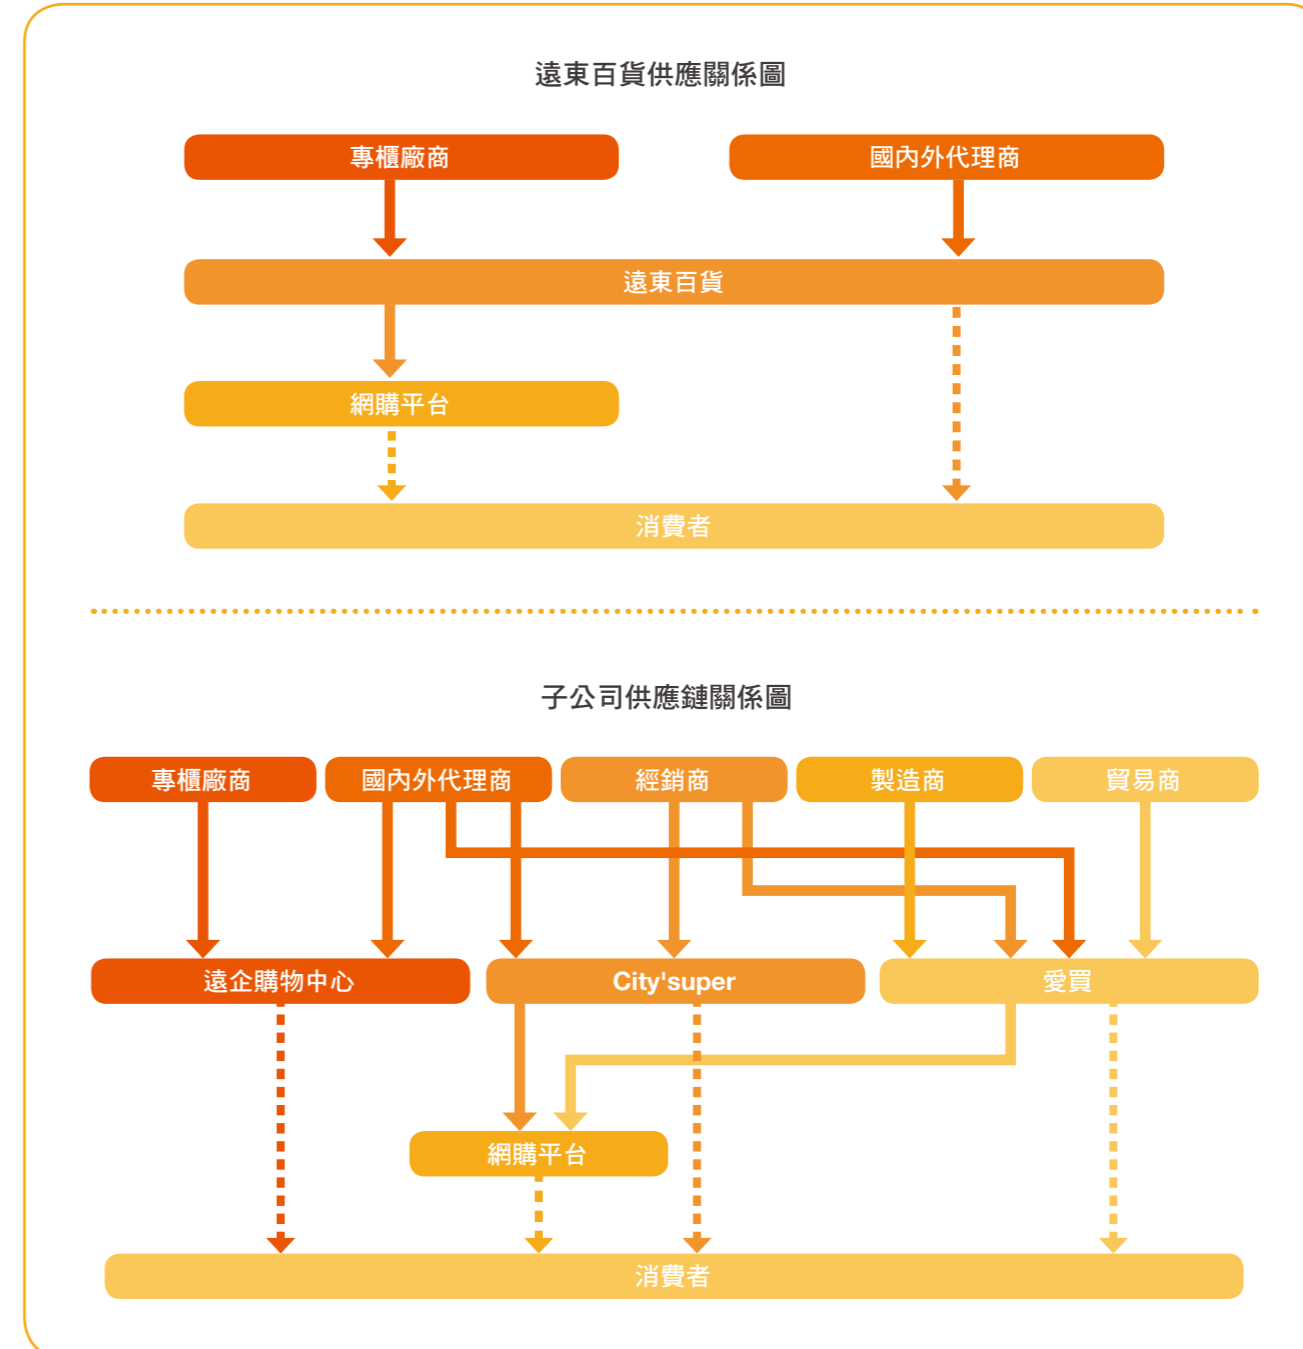 遠東百貨供應關係圖
專櫃廠商
國內外代理商
遠東百貨
網購平台
消費者
子公司供應鏈關係圖
專櫃廠商
國內外代理商
經銷商
製造商
貿易商
遠企購物中心
City'super
愛買
網購平台
消費者